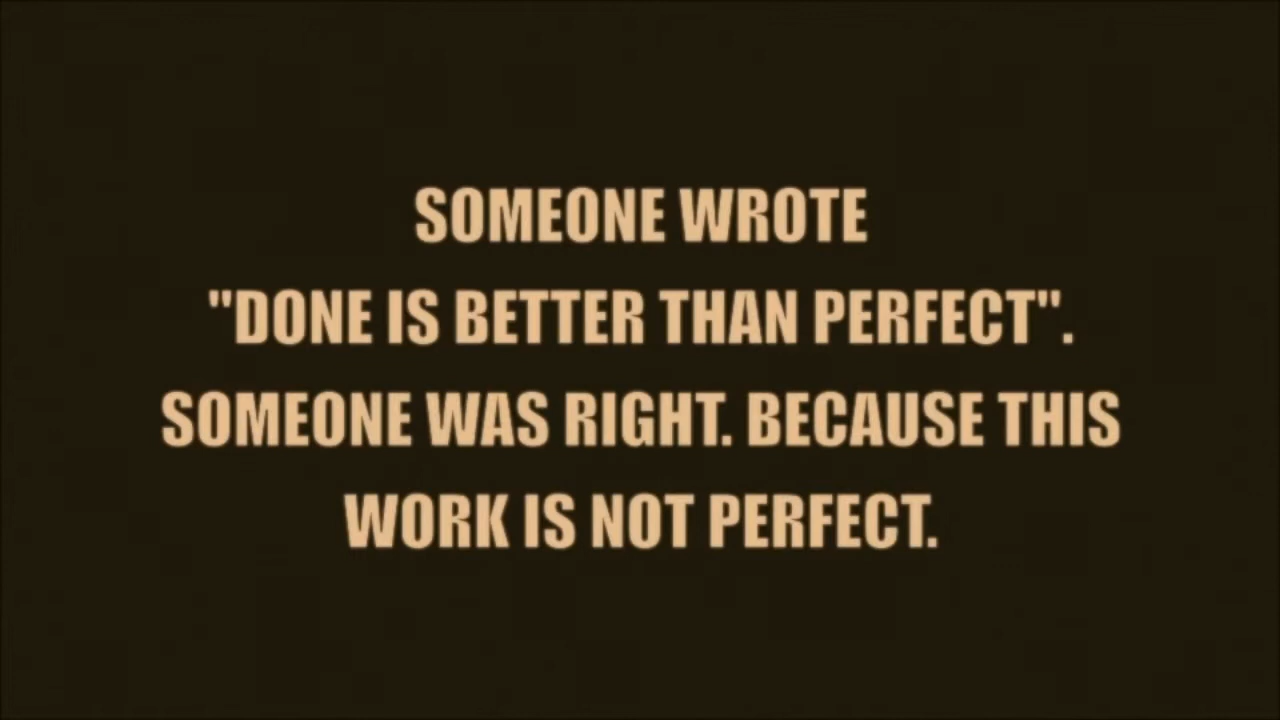 SOMEONE WROTE
"DONE IS BETTER THAN PERFECT".
SOMEONE WAS RIGHT. BECAUSE THIS
WORK IS NOT PERFECT.